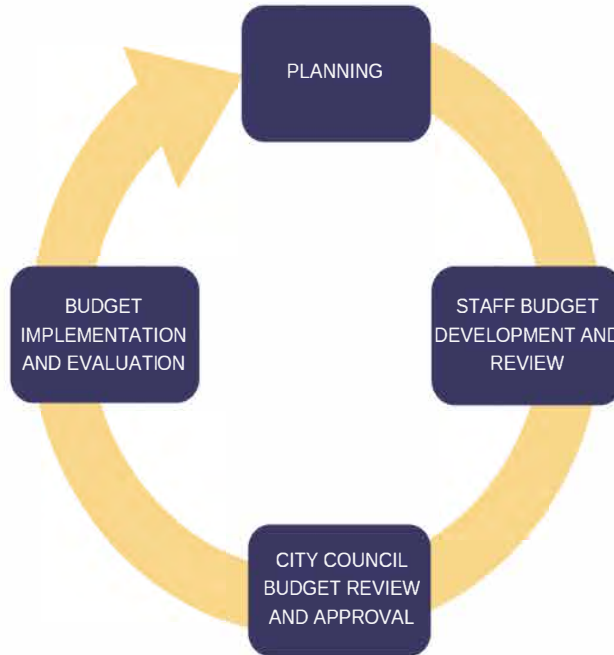 PLANNING
STAFF BUDGET
DEVELOPMENT AND
REVIEW
CITY COUNCIL
BUDGET REVIEW
AND APPROVAL
BUDGET
IMPLEMENTATION
AND EVALUATION